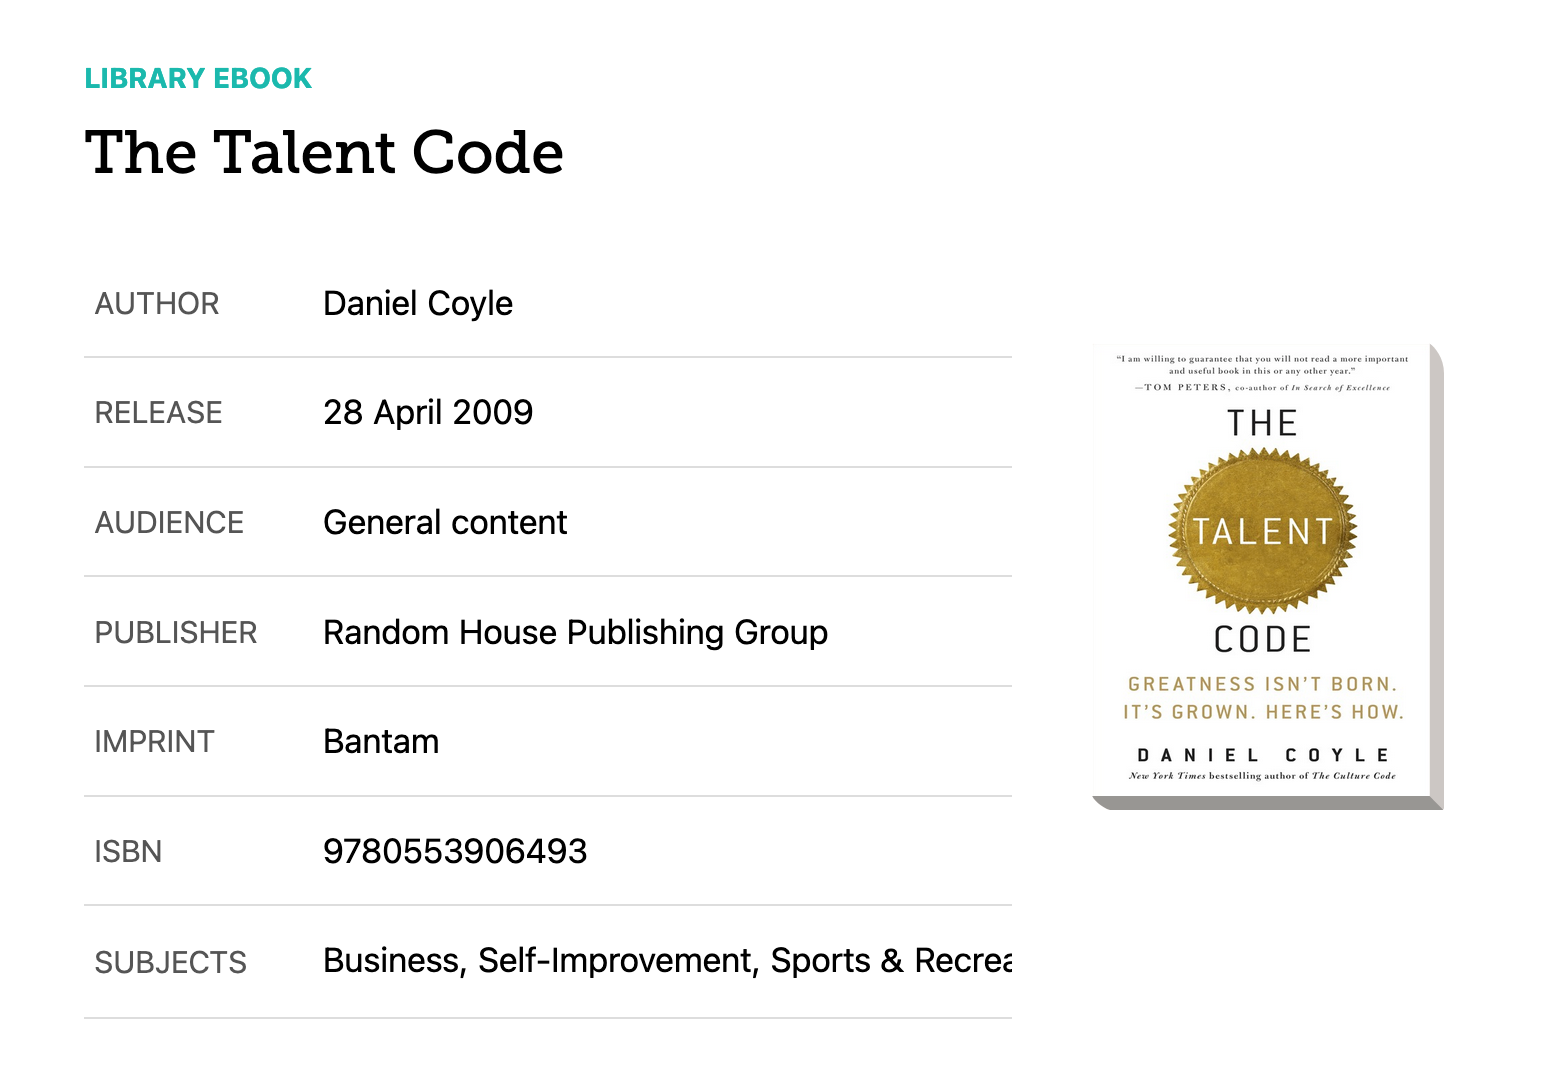 LIBRARY EBOOK
The Talent Code
AUTHOR Daniel Coyle
RELEASE 28 April 2009
AUDIENCE General content
PUBLISHER Random House Publishing Group
IMPRINT Bantam
ISBN 9780553906493
SUBJECTS Business, Self-Improvement, Sports & Recrea
“I am willing to guarantee that you will not read a more important
and useful book in this or any other year.”
—TOM PETERS, co-author of In Search of Excellence
THE
TALENT
CODE
GREATNESS ISN’T BORN.
IT’S GROWN. HERE’S HOW.
DANIEL COYLE
New York Times bestselling author of The Culture Code